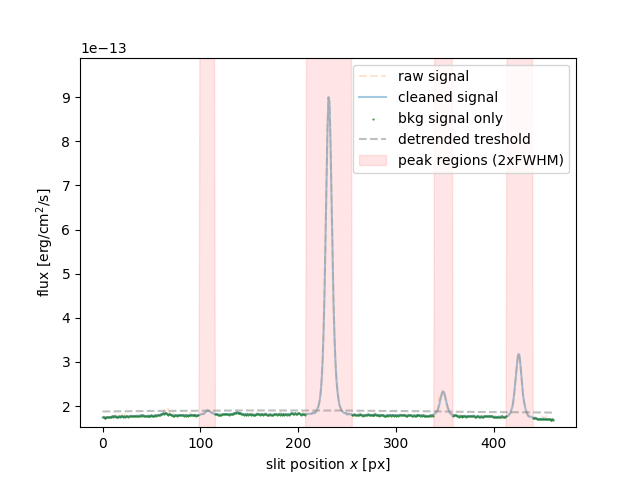 1e−13
raw signal
cleaned signal
bkg signal only
detrended treshold
peak regions (2xFWHM)
9
8
7
6
5
4
3
2
flux [erg/cm²/s]
0 100 200 300 400
slit position x [px]